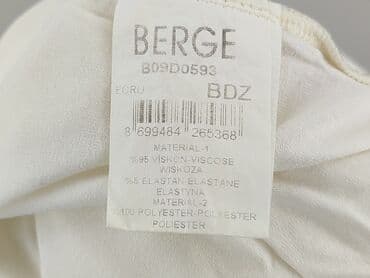 BERGE
B09D0593
ECRU
BDZ
8 699484 265368
MATERIAL-1
%95 VISKON-VISCOSE
WISKOZA
%5 ELASTAN-ELASTANE
ELASTYNA
MATERIAL-2
%100 POLYESTER-POLYESTER
POLIESTER